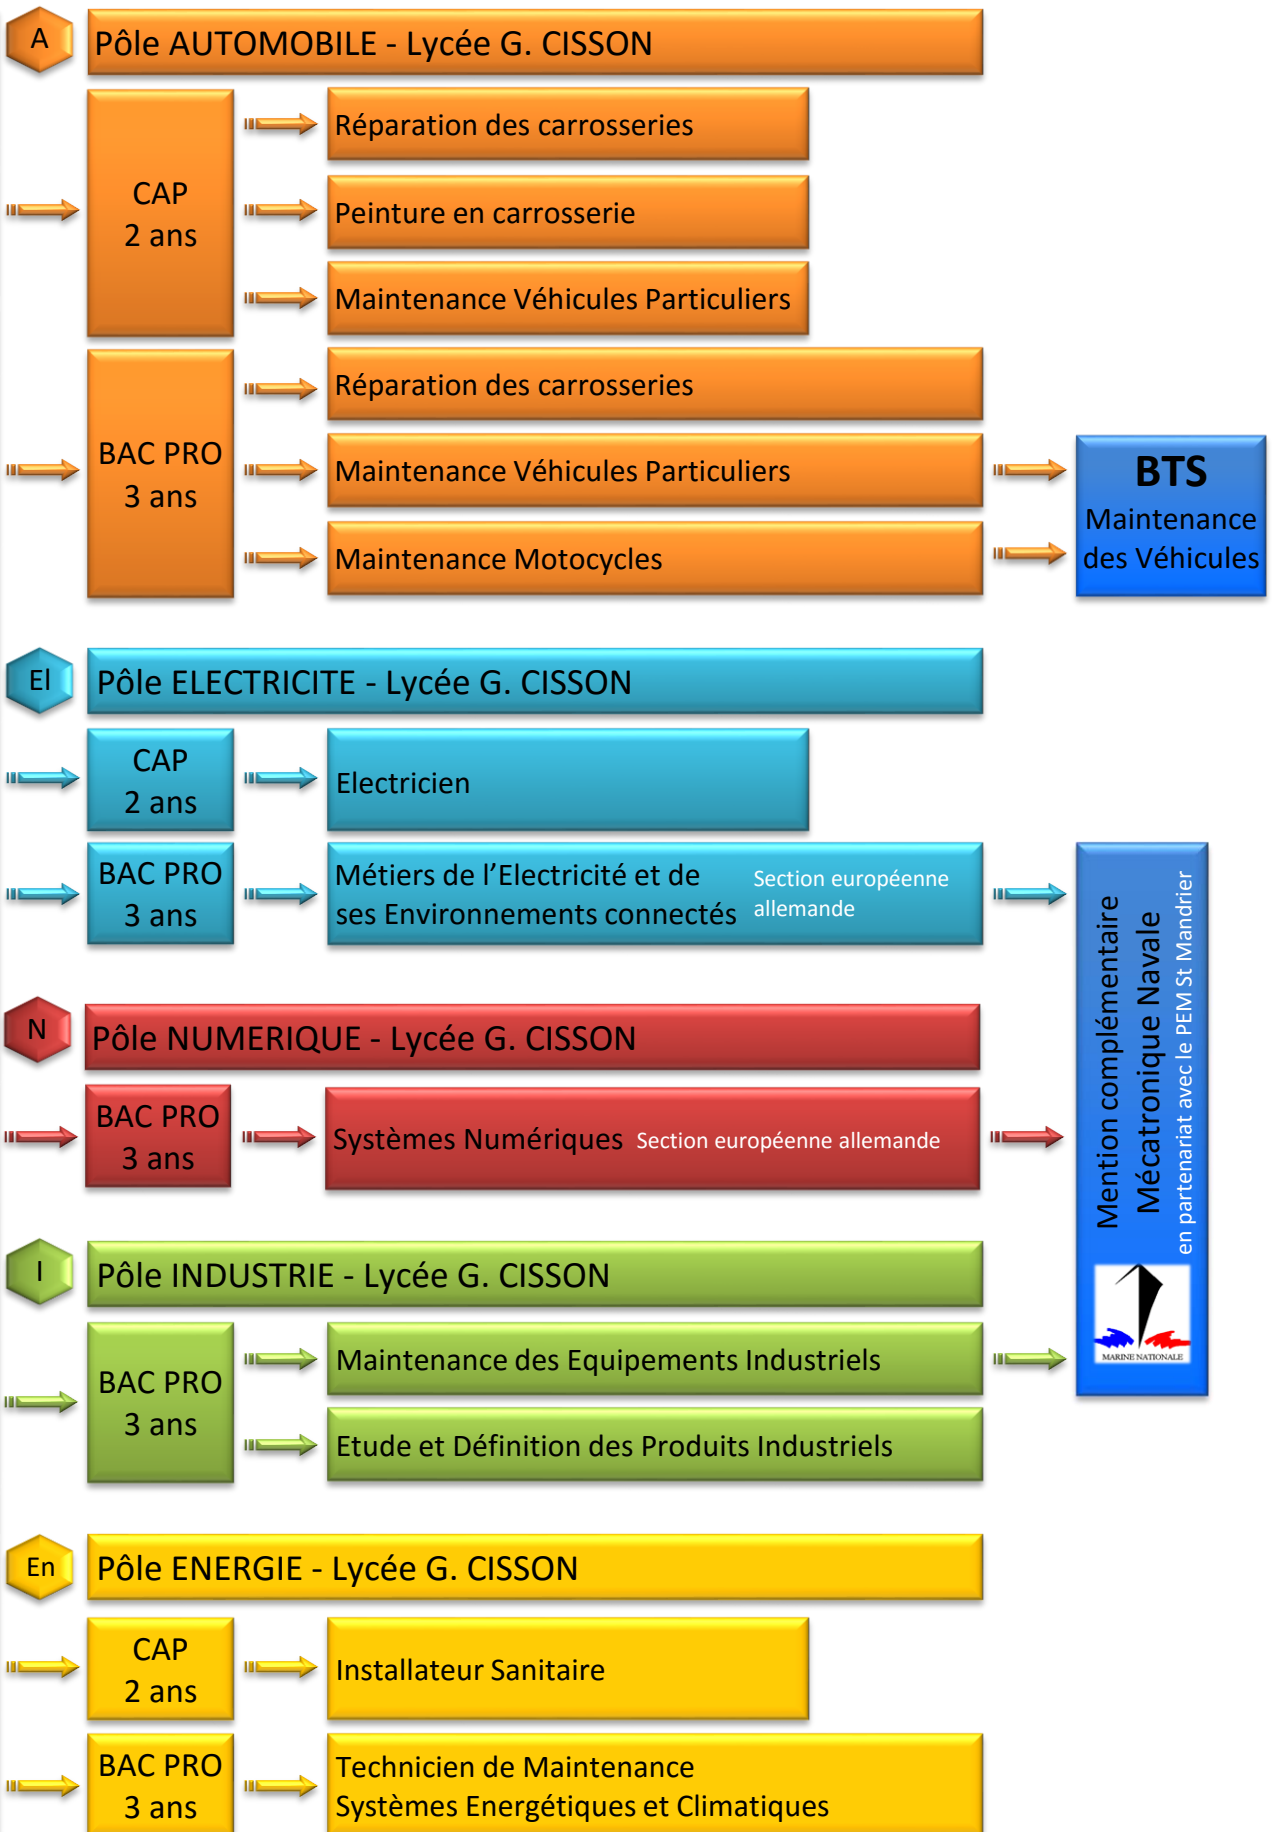 A
Pôle AUTOMOBILE - Lycée G. CISSON
CAP
2 ans
Réparation des carrosseries
Peinture en carrosserie
Maintenance Véhicules Particuliers
BAC PRO
3 ans
Réparation des carrosseries
Maintenance Véhicules Particuliers
Maintenance Motocycles
BTS
Maintenance
des Véhicules
El
Pôle ELECTRICITE - Lycée G. CISSON
CAP
2 ans
Electricien
BAC PRO
3 ans
Métiers de l’Electricité et de
ses Environnements connectés
Section européenne
allemande
Mention complémentaire
Mécatronique Navale
en partenariat avec le PEM St Mandrier
MARINE NATIONALE
N
Pôle NUMERIQUE - Lycée G. CISSON
BAC PRO
3 ans
Systèmes Numériques Section européenne allemande
I
Pôle INDUSTRIE - Lycée G. CISSON
BAC PRO
3 ans
Maintenance des Equipements Industriels
Etude et Définition des Produits Industriels
En
Pôle ENERGIE - Lycée G. CISSON
CAP
2 ans
Installateur Sanitaire
BAC PRO
3 ans
Technicien de Maintenance
Systèmes Energétiques et Climatiques